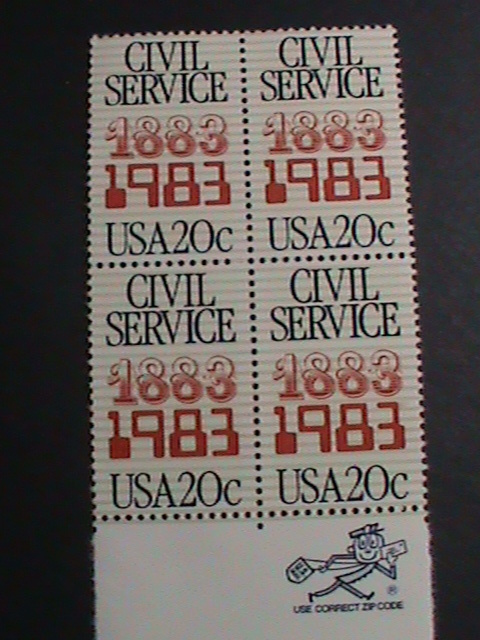 CIVIL
SERVICE
1883
1983
USA20c
CIVIL
SERVICE
1883
1983
USA20c
CIVIL
SERVICE
1883
1983
USA20c
CIVIL
SERVICE
1883
1983
USA20c
®
USE CORRECT ZIP CODE